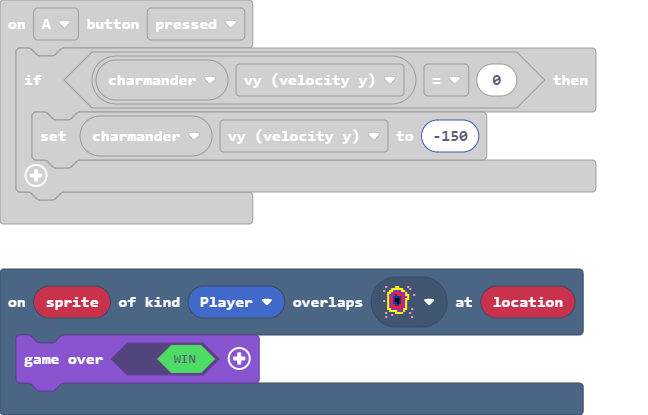 on A button pressed
if charmander vy (velocity y) = 0 then
set charmander vy (velocity y) to -150
on sprite of kind Player overlaps at location
game over WIN